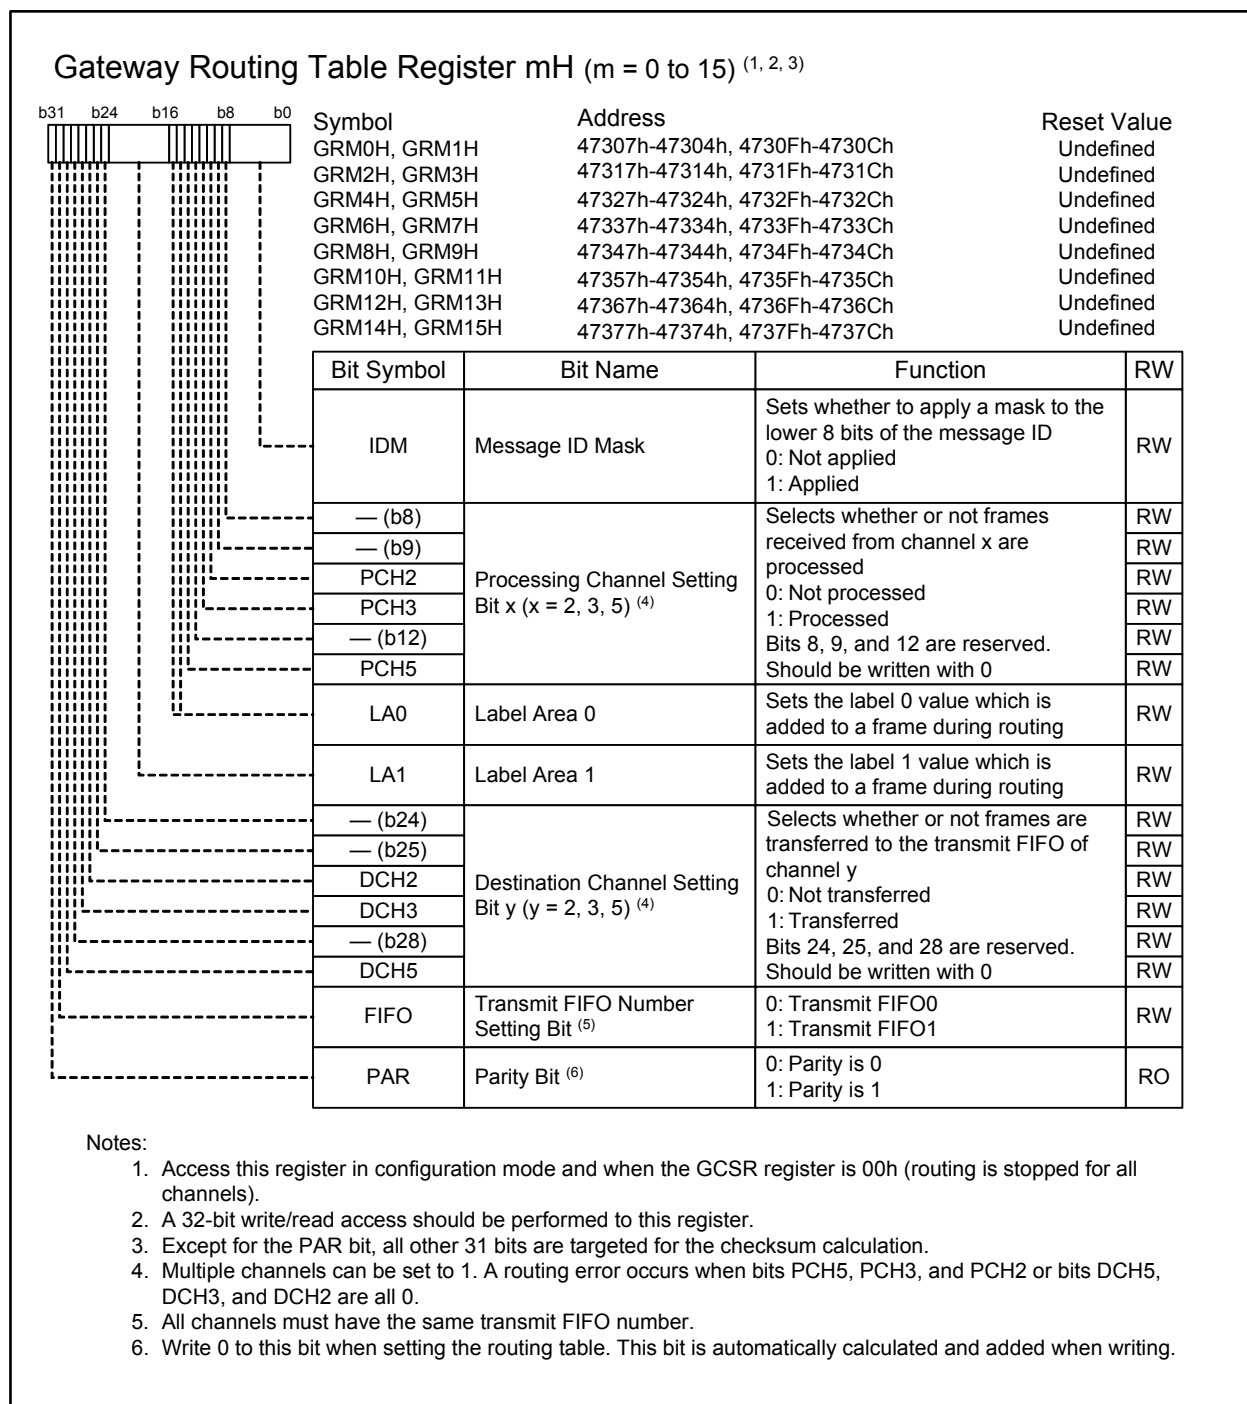 Gateway Routing Table Register mH (m = 0 to 15) (1, 2, 3)
b31 b24 b16 b8 b0
Symbol Address Reset Value
GRM0H, GRM1H 47307h-47304h, 4730Fh-4730Ch Undefined
GRM2H, GRM3H 47317h-47314h, 4731Fh-4731Ch Undefined
GRM4H, GRM5H 47327h-47324h, 4732Fh-4732Ch Undefined
GRM6H, GRM7H 47337h-47334h, 4733Fh-4733Ch Undefined
GRM8H, GRM9H 47347h-47344h, 4734Fh-4734Ch Undefined
GRM10H, GRM11H 47357h-47354h, 4735Fh-4735Ch Undefined
GRM12H, GRM13H 47367h-47364h, 4736Fh-4736Ch Undefined
GRM14H, GRM15H 47377h-47374h, 4737Fh-4737Ch Undefined
Bit Symbol Bit Name Function RW
IDM Message ID Mask Sets whether to apply a mask to the
lower 8 bits of the message ID
0: Not applied
1: Applied
RW
— (b8)
— (b9)
PCH2
PCH3
— (b12)
PCH5
Processing Channel Setting
Bit x (x = 2, 3, 5) (4)
Selects whether or not frames
received from channel x are
processed
0: Not processed
1: Processed
Bits 8, 9, and 12 are reserved.
Should be written with 0
RW
RW
RW
RW
RW
RW
LA0 Label Area 0 Sets the label 0 value which is
added to a frame during routing
RW
LA1 Label Area 1 Sets the label 1 value which is
added to a frame during routing
RW
— (b24)
— (b25)
DCH2
DCH3
— (b28)
DCH5
Destination Channel Setting
Bit y (y = 2, 3, 5) (4)
Selects whether or not frames are
transferred to the transmit FIFO of
channel y
0: Not transferred
1: Transferred
Bits 24, 25, and 28 are reserved.
Should be written with 0
RW
RW
RW
RW
RW
RW
FIFO
Transmit FIFO Number
Setting Bit (5)
0: Transmit FIFO0
1: Transmit FIFO1
RW
PAR Parity Bit (6)
0: Parity is 0
1: Parity is 1
RO
Notes:
1. Access this register in configuration mode and when the GCSR register is 00h (routing is stopped for all
channels).
2. A 32-bit write/read access should be performed to this register.
3. Except for the PAR bit, all other 31 bits are targeted for the checksum calculation.
4. Multiple channels can be set to 1. A routing error occurs when bits PCH5, PCH3, and PCH2 or bits DCH5,
DCH3, and DCH2 are all 0.
5. All channels must have the same transmit FIFO number.
6. Write 0 to this bit when setting the routing table. This bit is automatically calculated and added when writing.